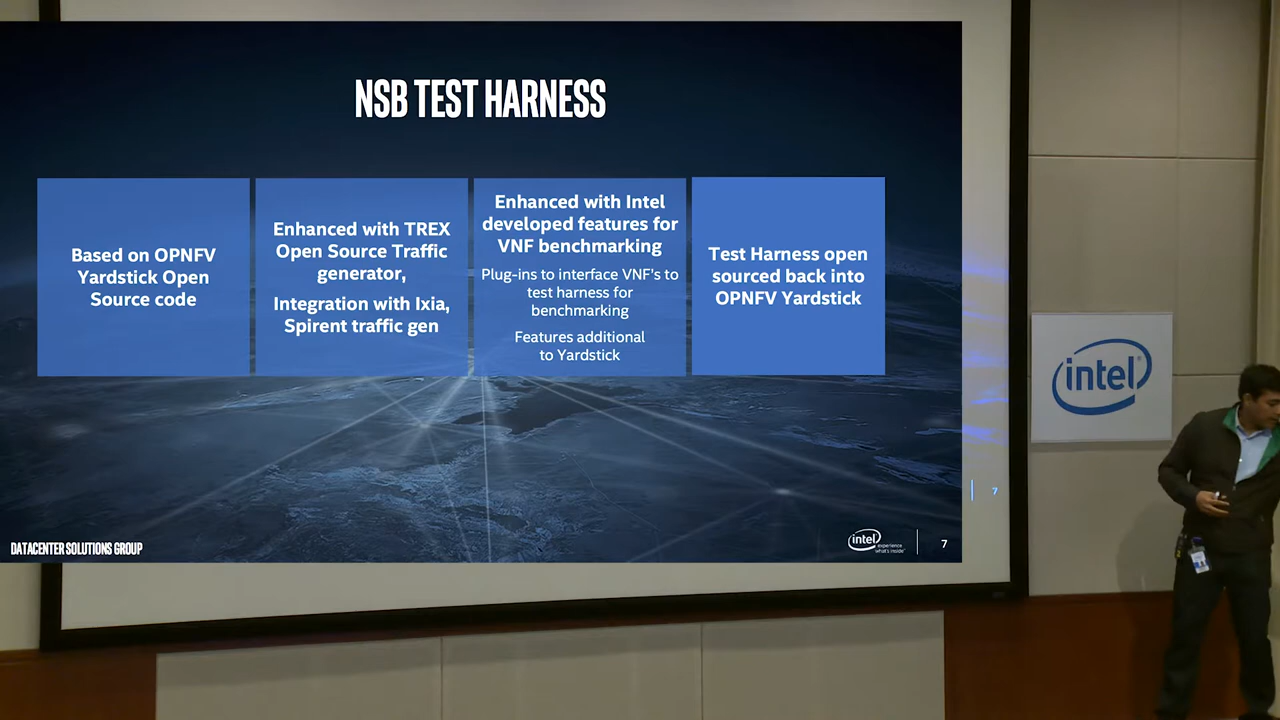 NSB TEST HARNESS
Based on OPNFV
Yardstick Open
Source code
Enhanced with TREX
Open Source Traffic
generator,
Integration with Ixia,
Spirent traffic gen
Enhanced with Intel
developed features for
VNF benchmarking
Plug-ins to interface VNF's to
test harness for
benchmarking
Features additional
to Yardstick
Test Harness open
sourced back into
OPNFV Yardstick
intel
7
DATACENTER SOLUTIONS GROUP
intel
experience
what's inside
7